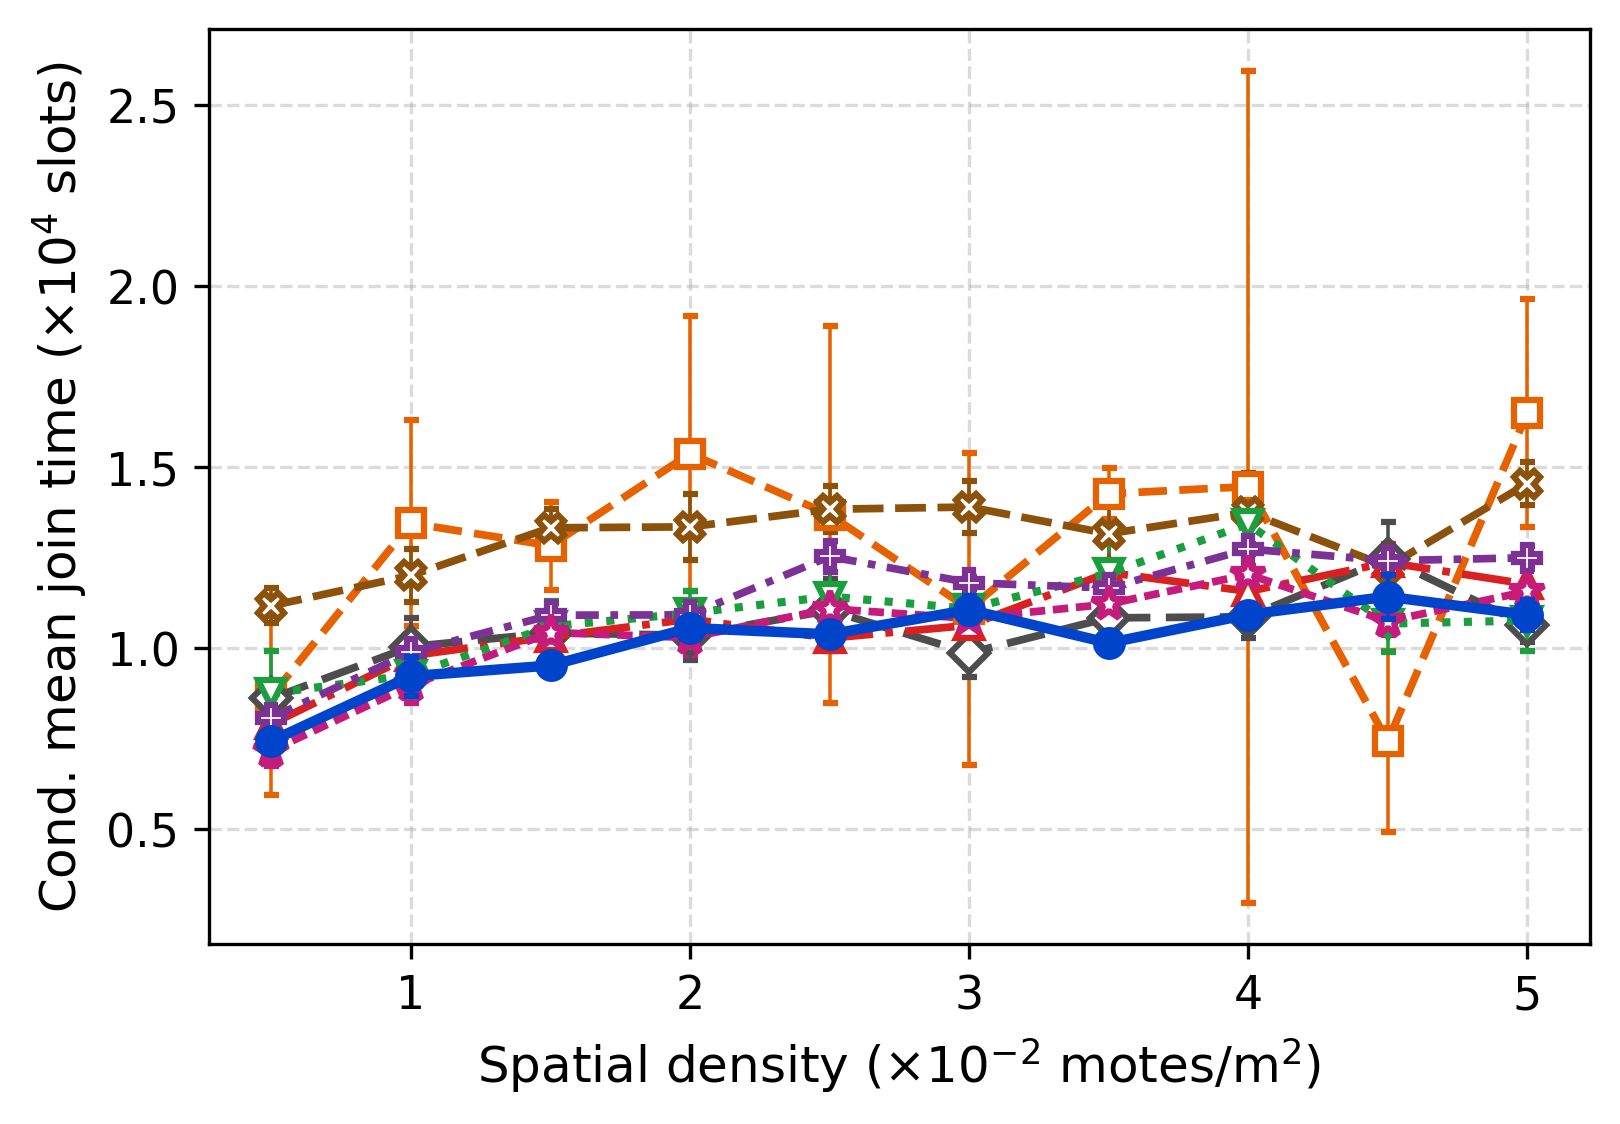 Cond. mean join time (×10⁴ slots)
2.5
2.0
1.5
1.0
0.5
1 2 3 4 5
Spatial density (×10⁻² motes/m²)